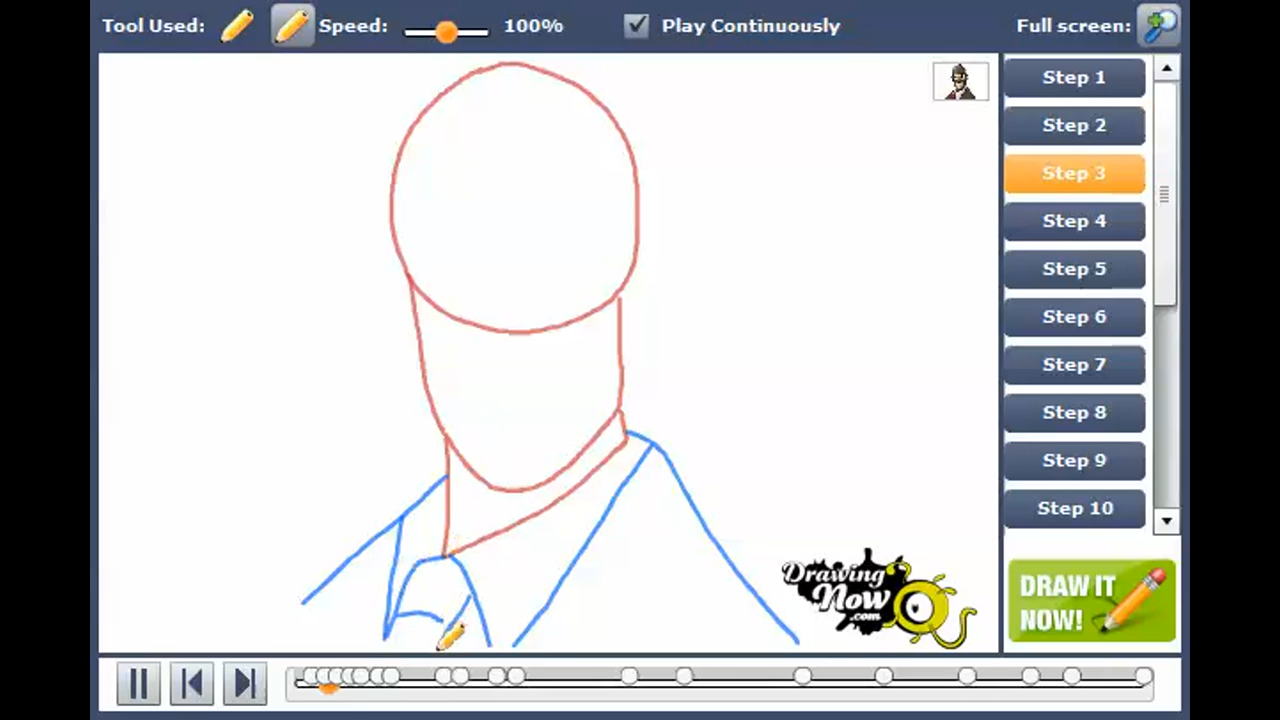 Tool Used:
Speed:
100%
Play Continuously
Full screen:
Step 1
Step 2
Step 3
Step 4
Step 5
Step 6
Step 7
Step 8
Step 9
Step 10
Drawing
Now
.com
DRAW IT
NOW!